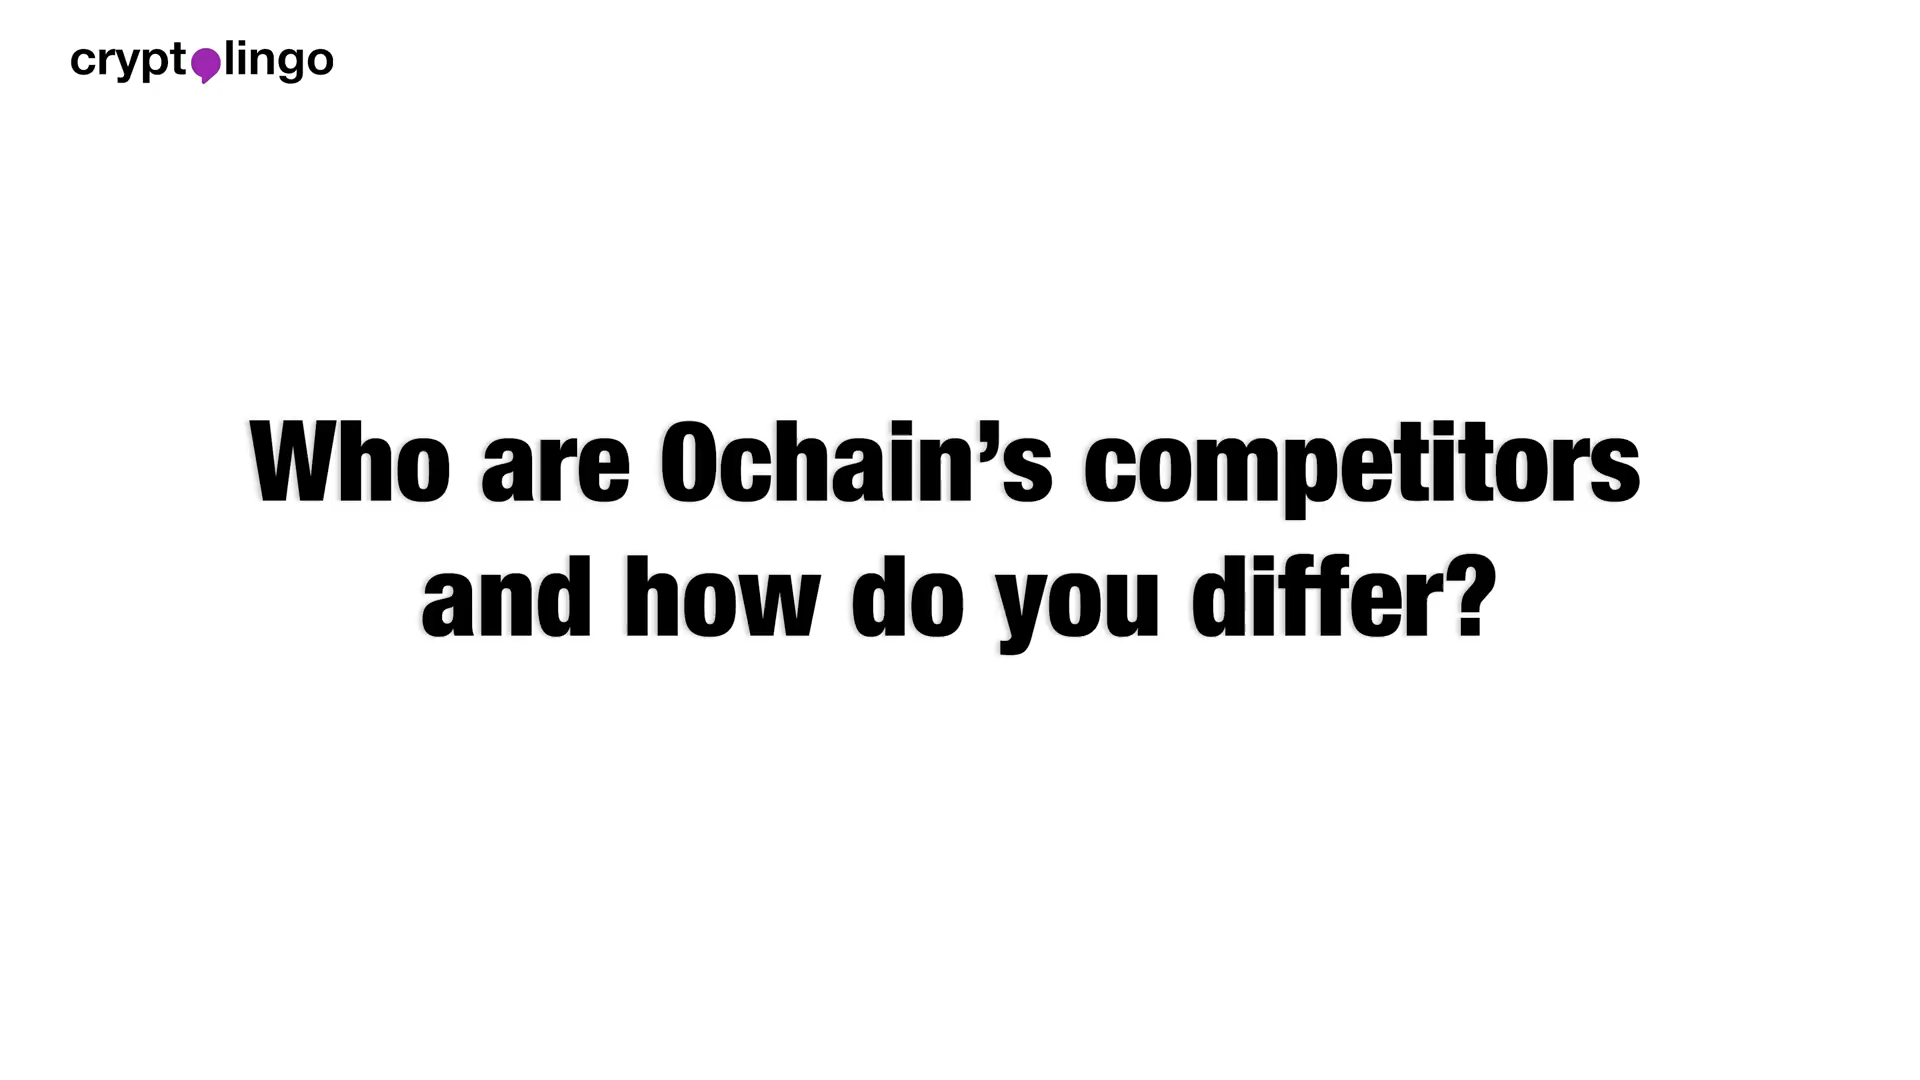 cryptolingo
Who are 0chain’s competitors
and how do you differ?